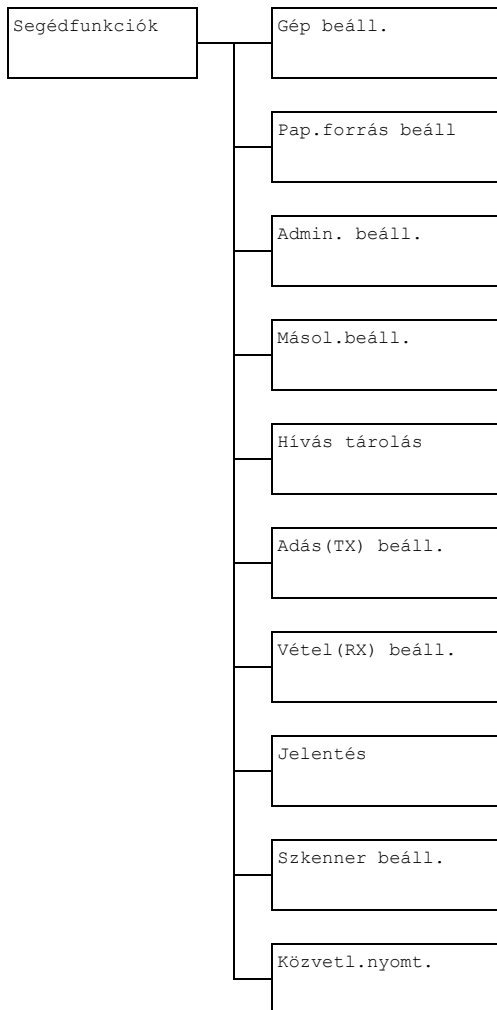 Segédfunkciók
Gép beáll.
Pap.forrás beáll
Admin. beáll.
Másol.beáll.
Hívás tárolás
Adás(TX) beáll.
Vétel(RX) beáll.
Jelentés
Szkenner beáll.
Közvetl.nyomt.